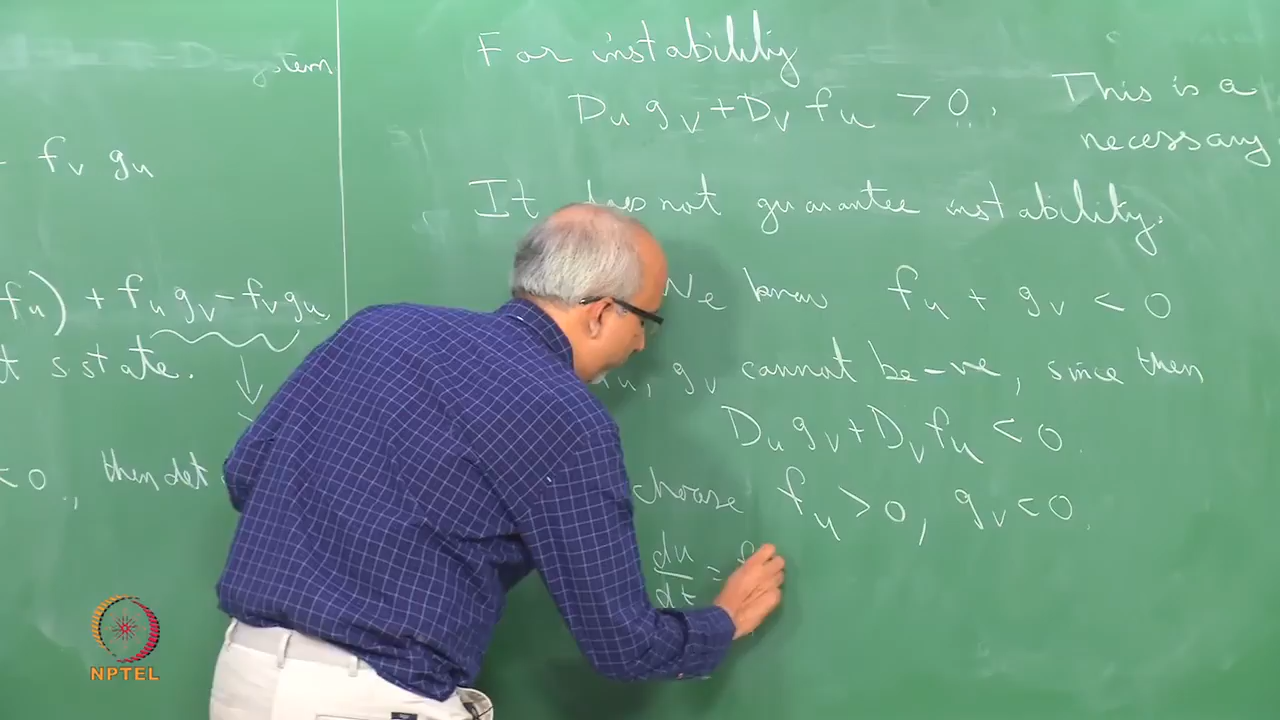 system
- f_v g_u
f_u) + f_u g_v - f_v g_u
t s state.
<0, then det
For instability
D_u g_v + D_v f_u > 0.
This is a
necessary
It does not guarantee instability.
We know f_u + g_v < 0
f_u, g_v cannot be -ve, since then
D_u g_v + D_v f_u < 0.
choose f_u > 0, g_v < 0.
du/dt =
NPTEL